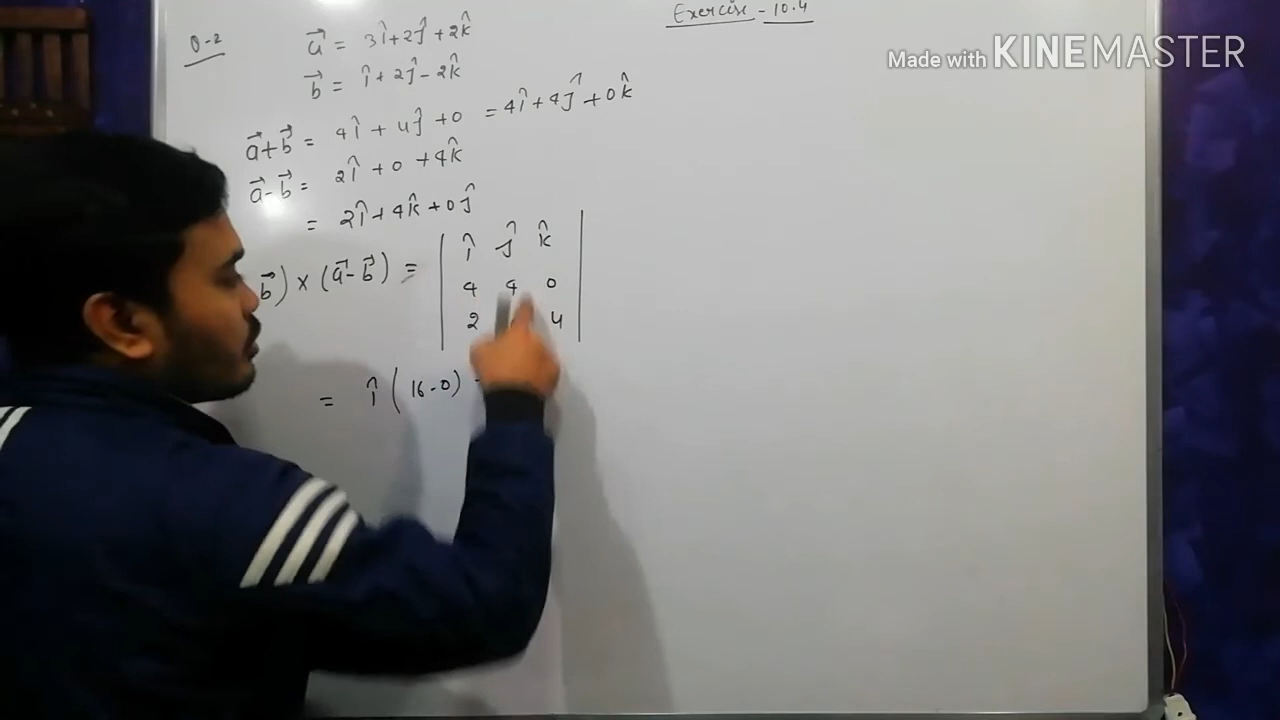 Exercise - 10.4
Made with KINEMASTER
Q-2
a⃗ = 3î+2ĵ+2k̂
b⃗ = î+2ĵ-2k̂
a⃗+b⃗ = 4î + 4ĵ +0 = 4î+4ĵ+0k̂
a⃗-b⃗ = 2î +0 +4k̂
= 2î+4k̂+0ĵ
b⃗) × (a⃗-b⃗) = | î ĵ k̂ |
4 4 0
2 4
= î (16-0) -